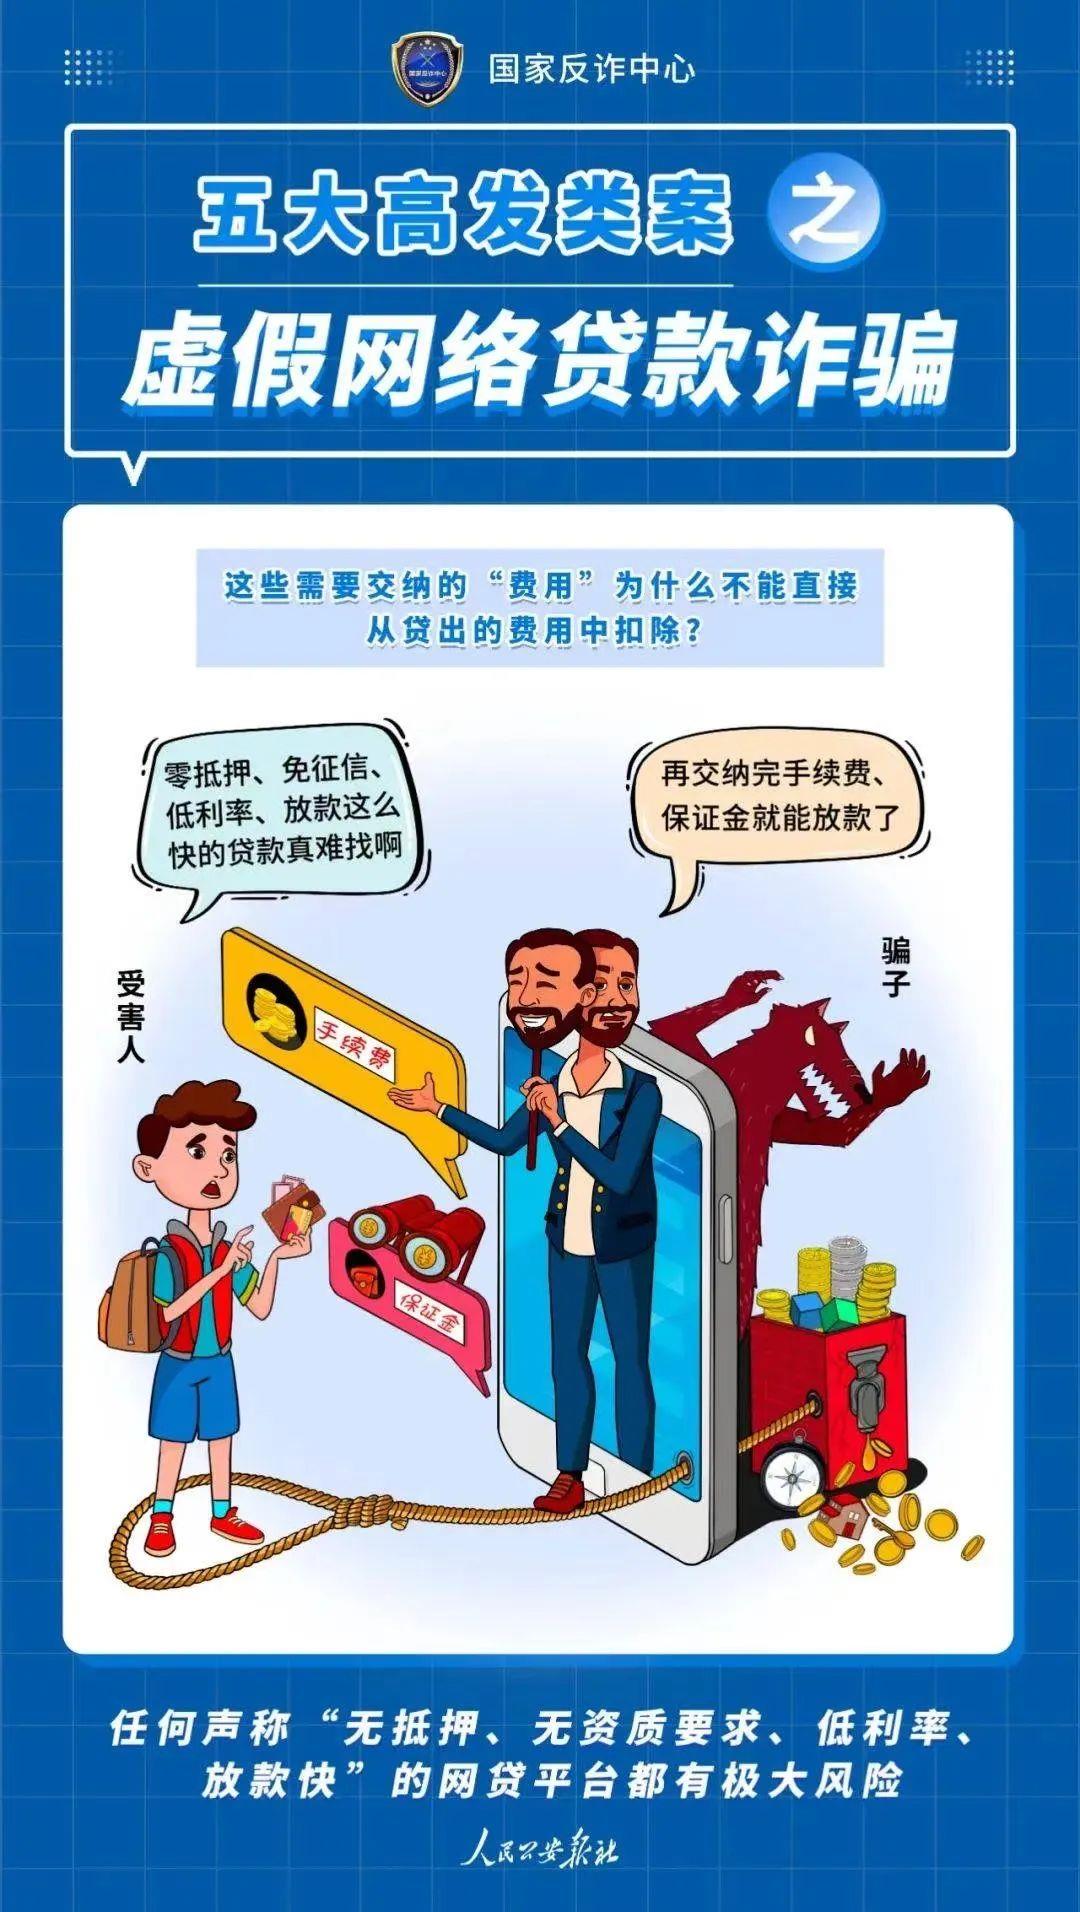 国家反诈中心
国家反诈中心
五大高发类案之
虚假网络贷款诈骗
这些需要交纳的“费用”为什么不能直接
从贷出的费用中扣除？
零抵押、免征信、
低利率、放款这么
快的贷款真难找啊
再交纳完手续费、
保证金就能放款了
受害人
骗子
手续费
保证金
任何声称“无抵押、无资质要求、低利率、
放款快”的网贷平台都有极大风险
人民公安报社